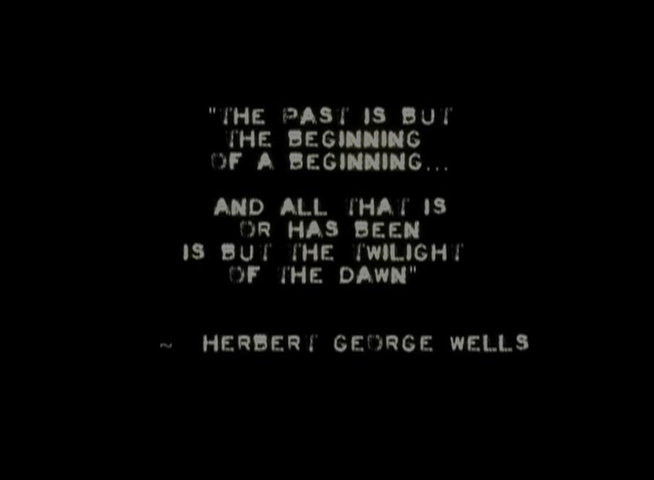 "THE PAST IS BUT
THE BEGINNING
OF A BEGINNING...
AND ALL THAT IS
OR HAS BEEN
IS BUT THE TWILIGHT
OF THE DAWN"
~ HERBERT GEORGE WELLS